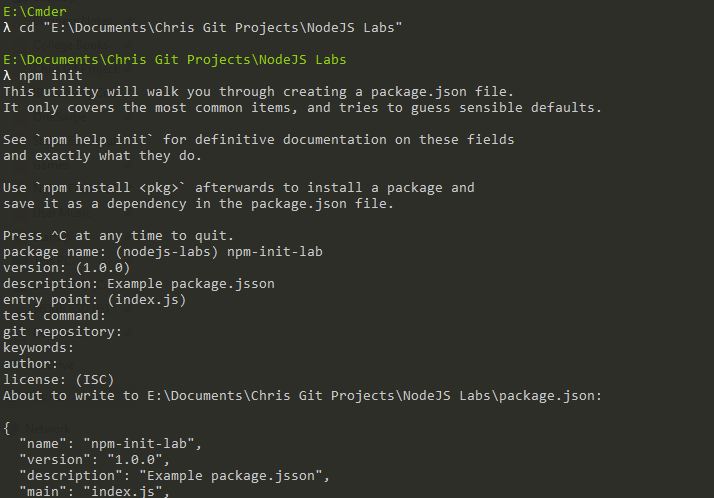 E:\Cmder
λ cd "E:\Documents\Chris Git Projects\NodeJS Labs"
E:\Documents\Chris Git Projects\NodeJS Labs
λ npm init
This utility will walk you through creating a package.json file.
It only covers the most common items, and tries to guess sensible defaults.
See `npm help init` for definitive documentation on these fields
and exactly what they do.
Use `npm install <pkg>` afterwards to install a package and
save it as a dependency in the package.json file.
Press ^C at any time to quit.
package name: (nodejs-labs) npm-init-lab
version: (1.0.0)
description: Example package.jsson
entry point: (index.js)
test command:
git repository:
keywords:
author:
license: (ISC)
About to write to E:\Documents\Chris Git Projects\NodeJS Labs\package.json:
{
  "name": "npm-init-lab",
  "version": "1.0.0",
  "description": "Example package.jsson",
  "main": "index.js",